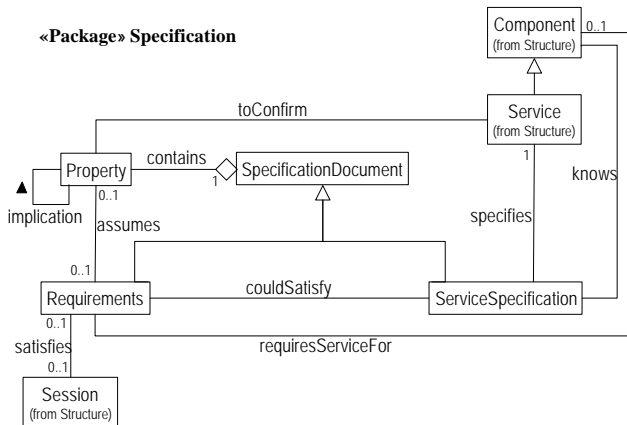 «Package» Specification
Component
(from Structure)
0..1
Service
(from Structure)
1
toConfirm
knows
Property
contains
1
SpecificationDocument
implication
0..1
assumes
specifies
0..1
Requirements
couldSatisfy
ServiceSpecification
0..1
requiresServiceFor
satisfies
0..1
Session
(from Structure)